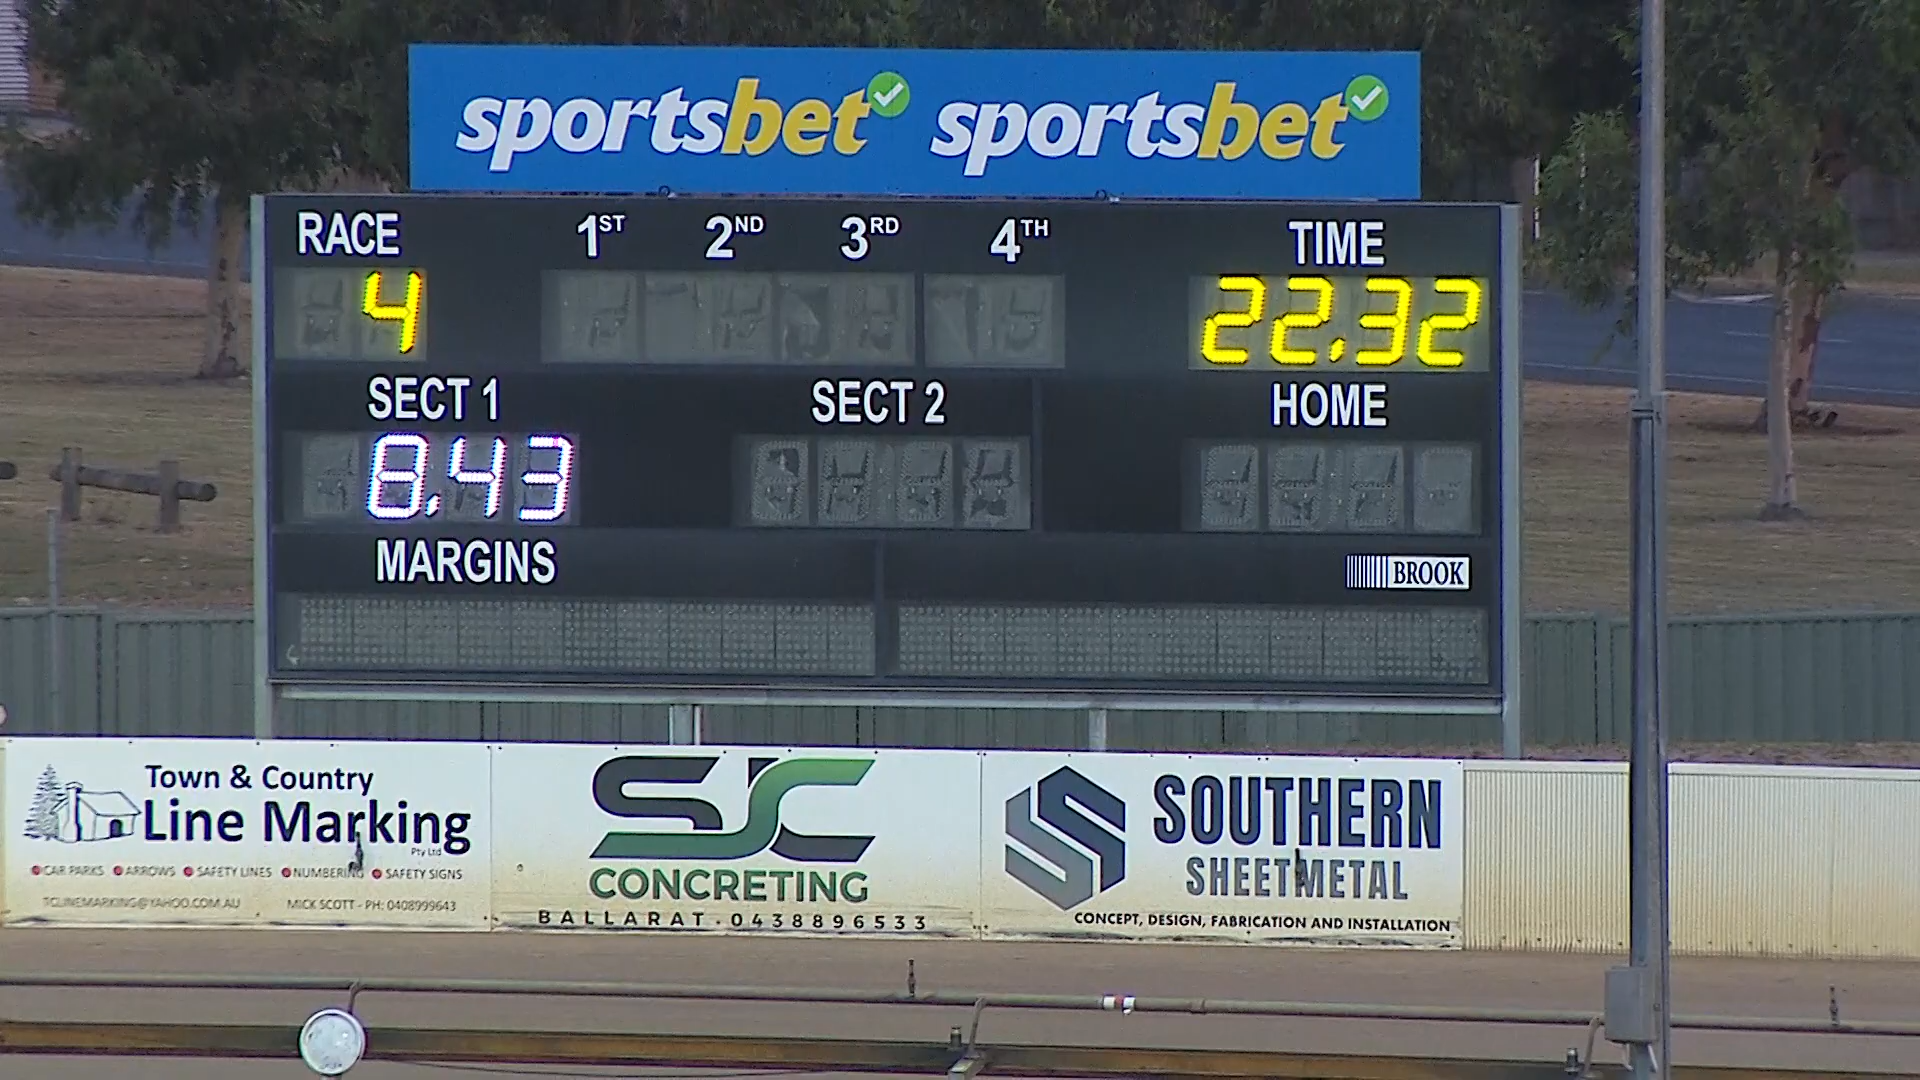 sportsbet sportsbet
RACE 1ST 2ND 3RD 4TH TIME
4 22.32
SECT 1 SECT 2 HOME
8.43
MARGINS
BROOK
Town & Country
Line Marking
Pty Ltd
CAR PARKS ARROWS SAFETY LINES NUMBERING SAFETY SIGNS
TCLINEMARKING@YAHOO.COM.AU MICK SCOTT - PH: 0408999643
SJC
CONCRETING
BALLARAT. 0438896533
SOUTHERN
SHEETMETAL
CONCEPT, DESIGN, FABRICATION AND INSTALLATION